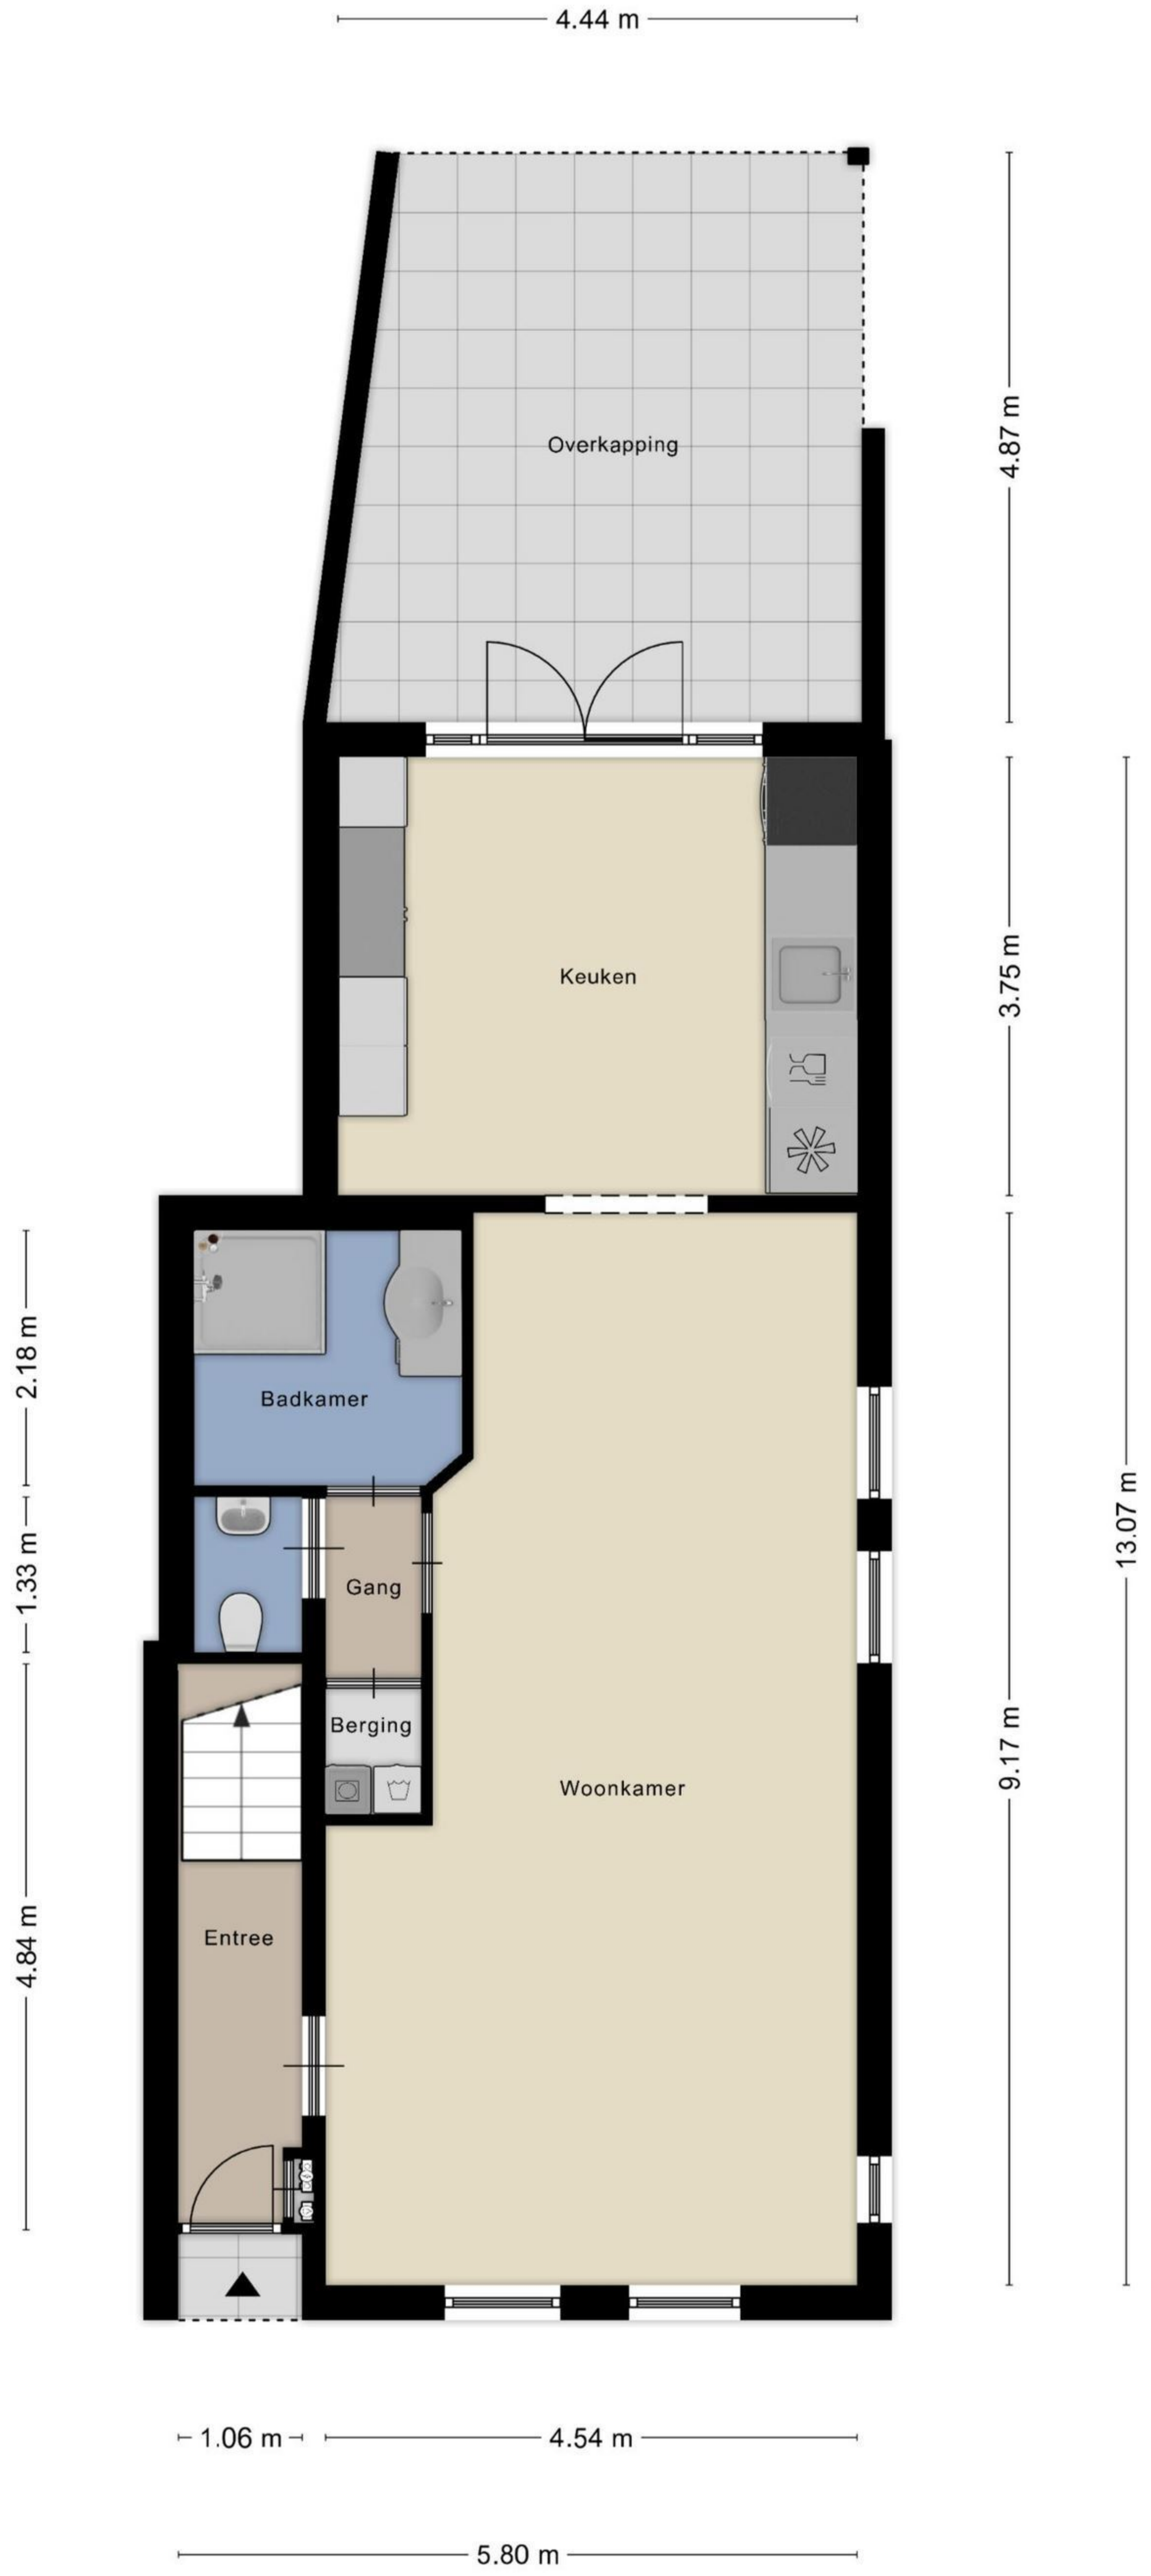 4.44 m
Overkapping
4.87 m
Keuken
3.75 m
2.18 m
Badkamer
13.07 m
1.33 m
Gang
Berging
9.17 m
Woonkamer
4.84 m
Entree
1.06 m
4.54 m
5.80 m